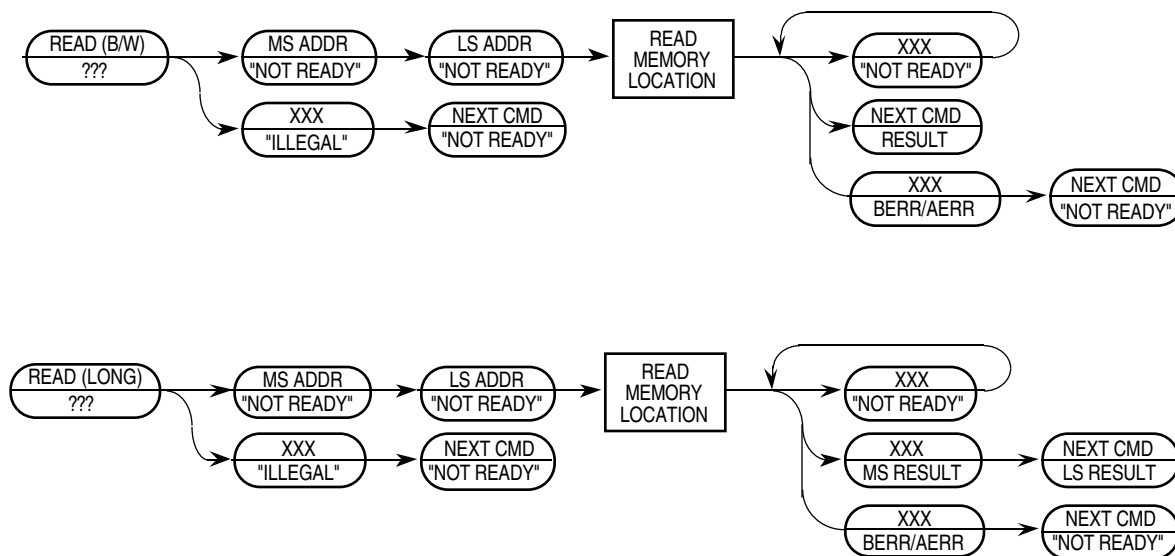 READ (B/W)
???
MS ADDR
"NOT READY"
LS ADDR
"NOT READY"
READ
MEMORY
LOCATION
XXX
"NOT READY"
XXX
"ILLEGAL"
NEXT CMD
"NOT READY"
NEXT CMD
RESULT
XXX
BERR/AERR
NEXT CMD
"NOT READY"
READ (LONG)
???
MS ADDR
"NOT READY"
LS ADDR
"NOT READY"
READ
MEMORY
LOCATION
XXX
"NOT READY"
XXX
"ILLEGAL"
NEXT CMD
"NOT READY"
XXX
MS RESULT
NEXT CMD
LS RESULT
XXX
BERR/AERR
NEXT CMD
"NOT READY"